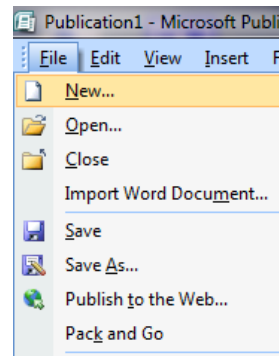 Publication1 - Microsoft Publ
File Edit View Insert F
New...
Open...
Close
Import Word Document...
Save
Save As...
Publish to the Web...
Pack and Go